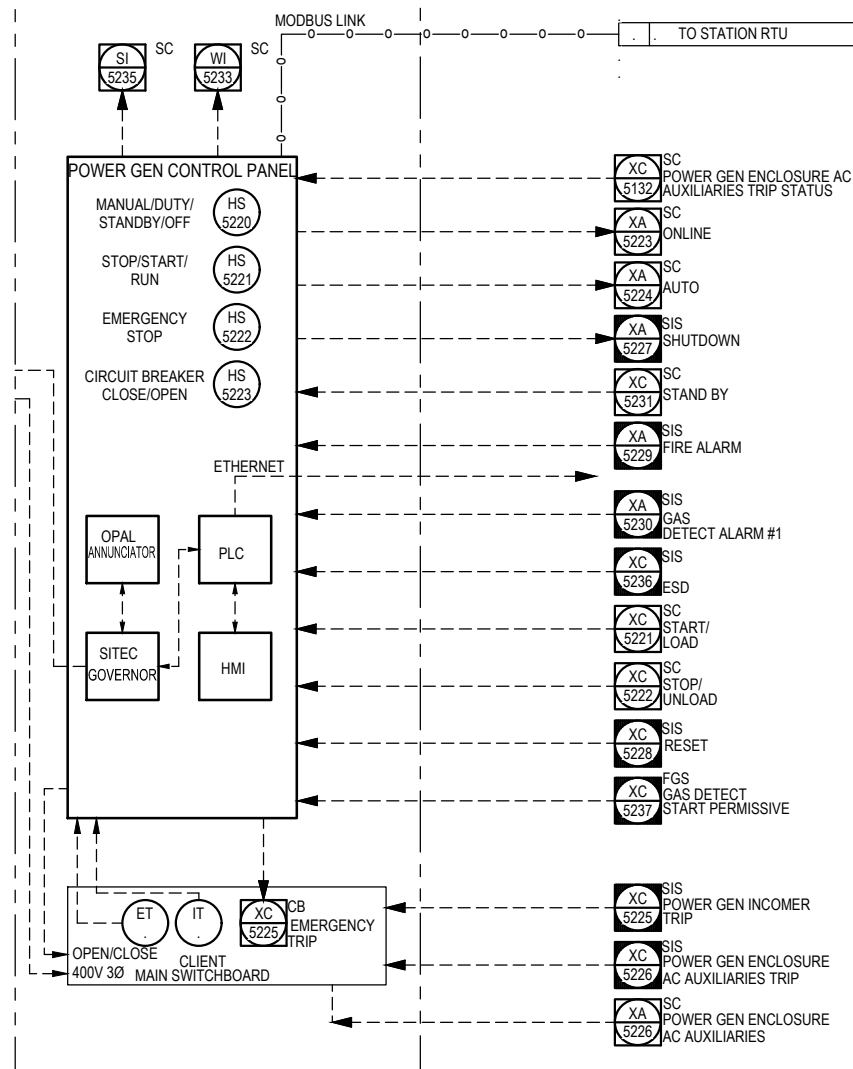 MODBUS LINK
. . TO STATION RTU
SI
5235
SC
WI
5233
SC
POWER GEN CONTROL PANEL
MANUAL/DUTY/
STANDBY/OFF
HS
5220
STOP/START/
RUN
HS
5221
EMERGENCY
STOP
HS
5222
CIRCUIT BREAKER
CLOSE/OPEN
HS
5223
ETHERNET
OPAL
ANNUNCIATOR
PLC
SITEC
GOVERNOR
HMI
XC
5132
SC
POWER GEN ENCLOSURE AC
AUXILIARIES TRIP STATUS
XA
5223
SC
ONLINE
XA
5224
SC
AUTO
XA
5227
SIS
SHUTDOWN
XC
5231
SC
STAND BY
XA
5229
SIS
FIRE ALARM
XA
5230
SIS
GAS
DETECT ALARM #1
XC
5236
SIS
ESD
XC
5221
SC
START/
LOAD
XC
5222
SC
STOP/
UNLOAD
XC
5228
SIS
RESET
XC
5237
FGS
GAS DETECT
START PERMISSIVE
ET
.
IT
.
XC
5225
CB
EMERGENCY
TRIP
OPEN/CLOSE
400V 3Ø
CLIENT
MAIN SWITCHBOARD
XC
5225
SIS
POWER GEN INCOMER
TRIP
XC
5226
SIS
POWER GEN ENCLOSURE
AC AUXILIARIES TRIP
XA
5226
SC
POWER GEN ENCLOSURE
AC AUXILIARIES